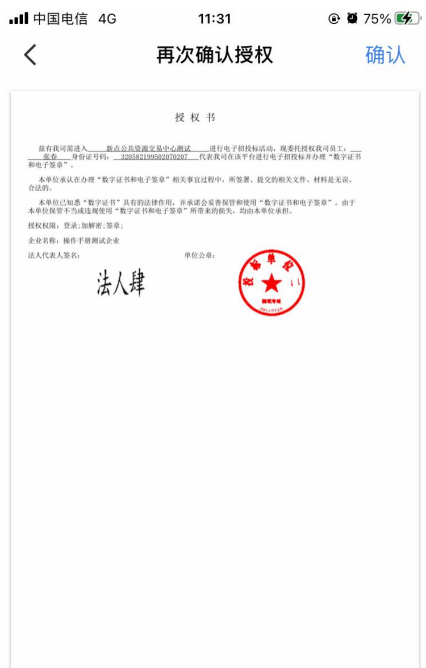 中国电信 4G 11:31 75%
再次确认授权 确认
授 权 书
兹有我司需进入 新点公共资源交易中心测试 进行电子招投标活动，现委托授权我司员工：
张春 身份证号码： 320582199502070207 代表我司在该平台进行电子招投标并办理“数字证书
和电子签章”。
本单位承认在办理“数字证书和电子签章”相关事宜过程中，所签署、提交的相关文件、材料是无误、
合法的。
本单位已知悉“数字证书”具有的法律作用，并承诺会妥善保管和使用“数字证书和电子签章”。由于
本单位保管不当或违规使用“数字证书和电子签章”所带来的损失，均由本单位承担。
授权权限：登录;加解密;签章;
企业名称：操作手册测试企业
法人代表人签名： 单位公章：
法人肆
投标单位二
测试专用